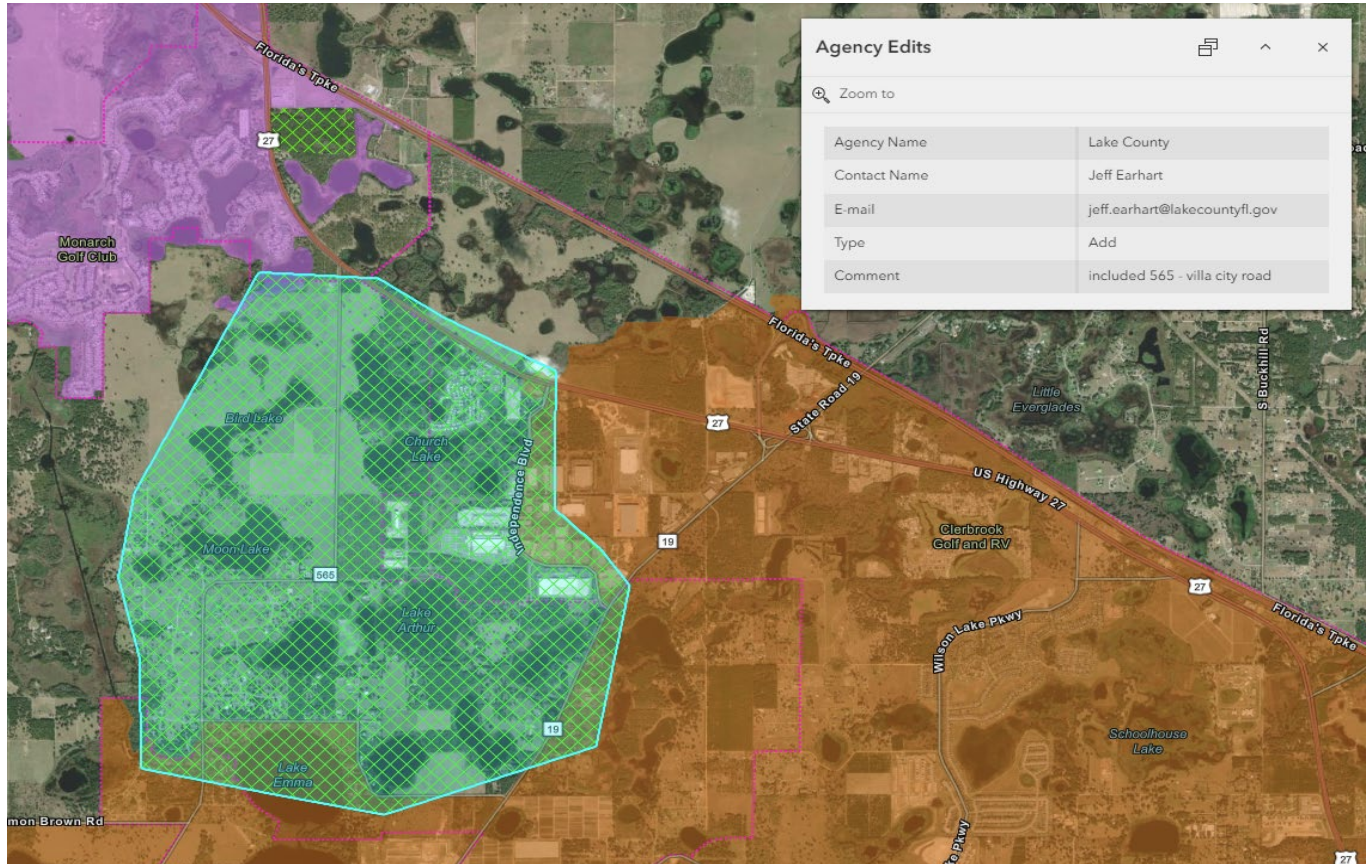 Agency Edits
Zoom to
Agency Name Lake County
Contact Name Jeff Earhart
E-mail jeff.earhart@lakecountyfl.gov
Type Add
Comment included 565 - villa city road
Florida's Tpke
27
Monarch
Golf Club
Florida's Tpke
State Road 19
Little
Everglades
S Buckhill Rd
Bird Lake
Church
Lake
27
Independence Blvd
US Highway 27
Clerbrook
Golf and RV
Moon Lake
19
565
27
Lake
Arthur
Wilson Lake Pkwy
Florida's Tpke
19
Schoolhouse
Lake
Lake
Emma
mon Brown Rd
ke Pkwy
27